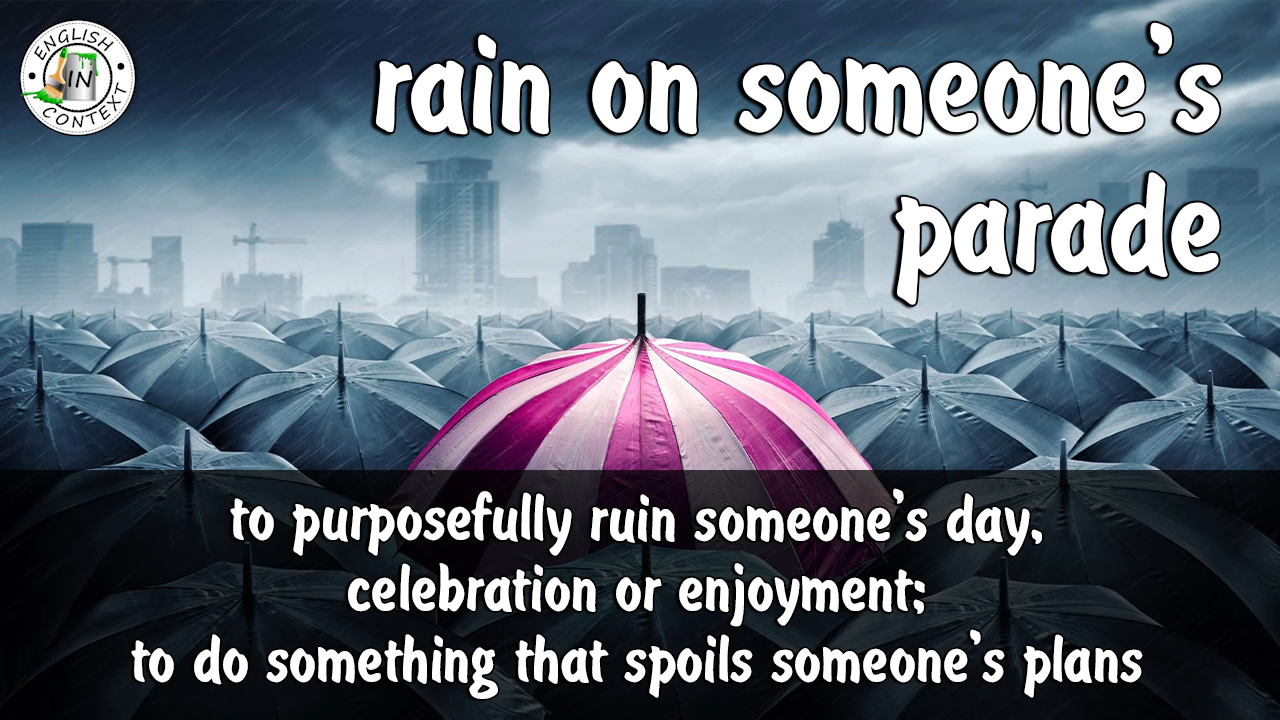 ENGLISH
IN
CONTEXT
rain on someone's
parade
to purposefully ruin someone's day,
celebration or enjoyment;
to do something that spoils someone's plans